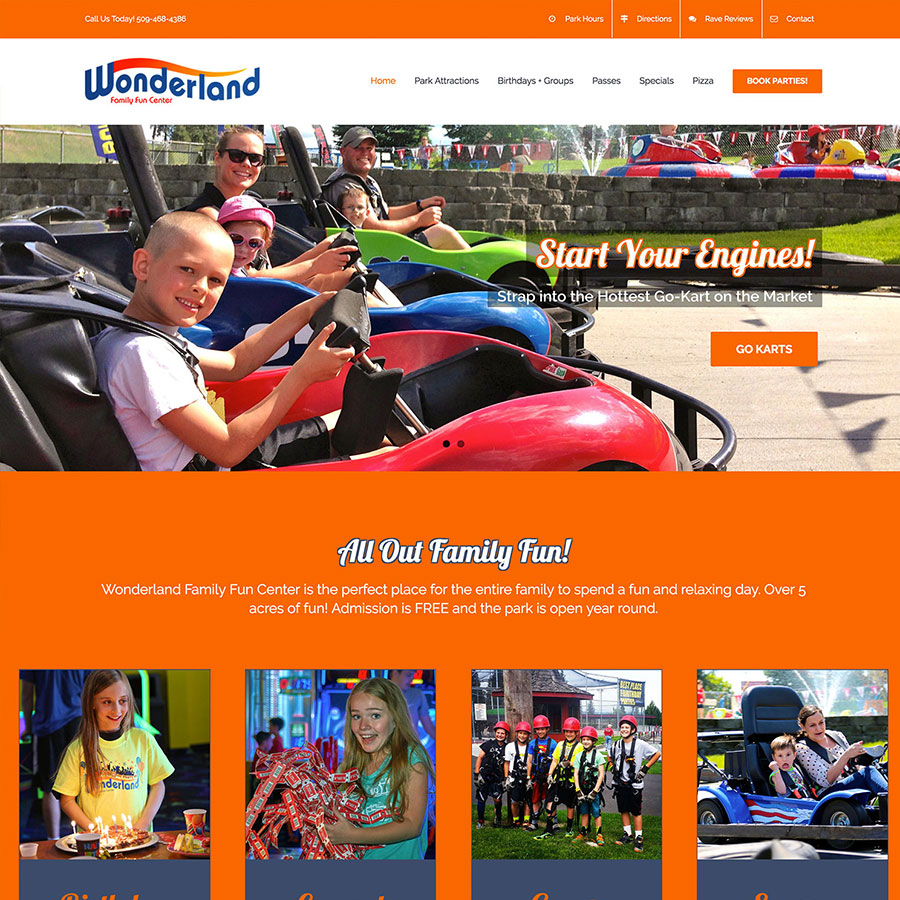 Call Us Today! 509-468-4386
Park Hours
Directions
Rave Reviews
Contact
Wonderland
Family Fun Center
Home
Park Attractions
Birthdays + Groups
Passes
Specials
Pizza
BOOK PARTIES!
Start Your Engines!
Strap into the Hottest Go-Kart on the Market
GO KARTS
All Out Family Fun!
Wonderland Family Fun Center is the perfect place for the entire family to spend a fun and relaxing day. Over 5
acres of fun! Admission is FREE and the park is open year round.
Wonderland
BEST PLACE
BIRTHDAY